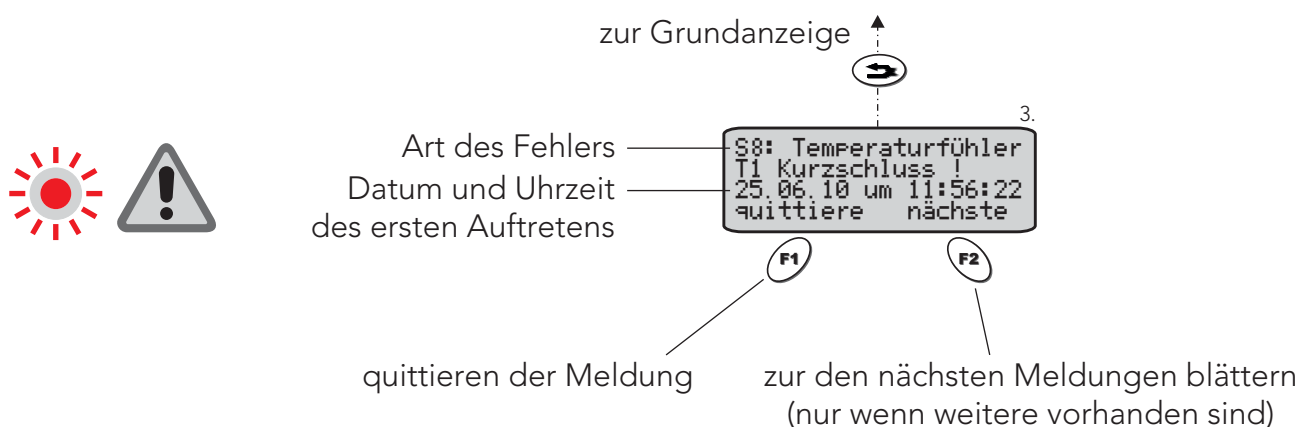 zur Grundanzeige
3.
Art des Fehlers
Datum und Uhrzeit
des ersten Auftretens
S8: Temperaturfühler
T1 Kurzschluss !
25.06.10 um 11:56:22
quittiere nächste
F1 F2
quittieren der Meldung
zur den nächsten Meldungen blättern
(nur wenn weitere vorhanden sind)